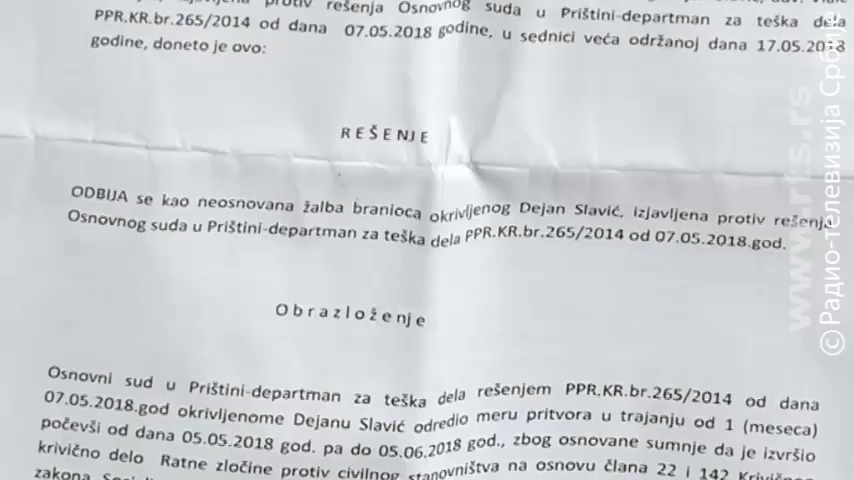 protiv rešenja Osnovnog suda u Prištini-departman za teška dela
PPR.KR.br.265/2014 od dana 07.05.2018 godine, u sednici veća održanoj dana 17.05.2018
godine, doneto je ovo:
R E Š E NJ E
ODBIJA se kao neosnovana žalba branioca okrivljenog Dejan Slavić, izjavljena protiv rešenja
Osnovnog suda u Prištini-departman za teška dela PPR.KR.br.265/2014 od 07.05.2018.god.
O b r a z l o ž e nj e
Osnovni sud u Prištini-departman za teška dela rešenjem PPR.KR.br.265/2014 od dana
07.05.2018.god okrivljenome Dejanu Slavić odredio meru pritvora u trajanju od 1 (meseca)
počevši od dana 05.05.2018 god. pa do 05.06.2018 god., zbog osnovane sumnje da je izvršio
krivično delo Ratne zločine protiv civilnog stanovništva na osnovu člana 22 i 142 Krivičnog
zakona
www.rts.rs
© Радио-телевизија Србије